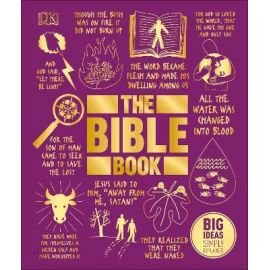 DK
THOUGH THE BUSH
WAS ON FIRE IT
DID NOT BURN UP
FOR GOD SO LOVED
THE WORLD, THAT
HE GAVE HIS ONE
AND ONLY SON
AND GOD SAID,
"LET THERE
BE LIGHT"
THE WORD BECAME
FLESH AND MADE HIS
DWELLING AMONG US
THE
BIBLE
BOOK
ALL THE
WATER WAS
CHANGED
INTO BLOOD
FOR THE
SON OF MAN
CAME TO SEEK
AND TO SAVE
THE LOST
JESUS SAID TO
HIM, "AWAY FROM
ME, SATAN!"
THEY HAVE MADE
FOR THEMSELVES A
GOLDEN CALF AND
HAVE WORSHIPPED IT
THEY REALIZED
THAT THEY
WERE NAKED
BIG
IDEAS
SIMPLY
EXPLAINED